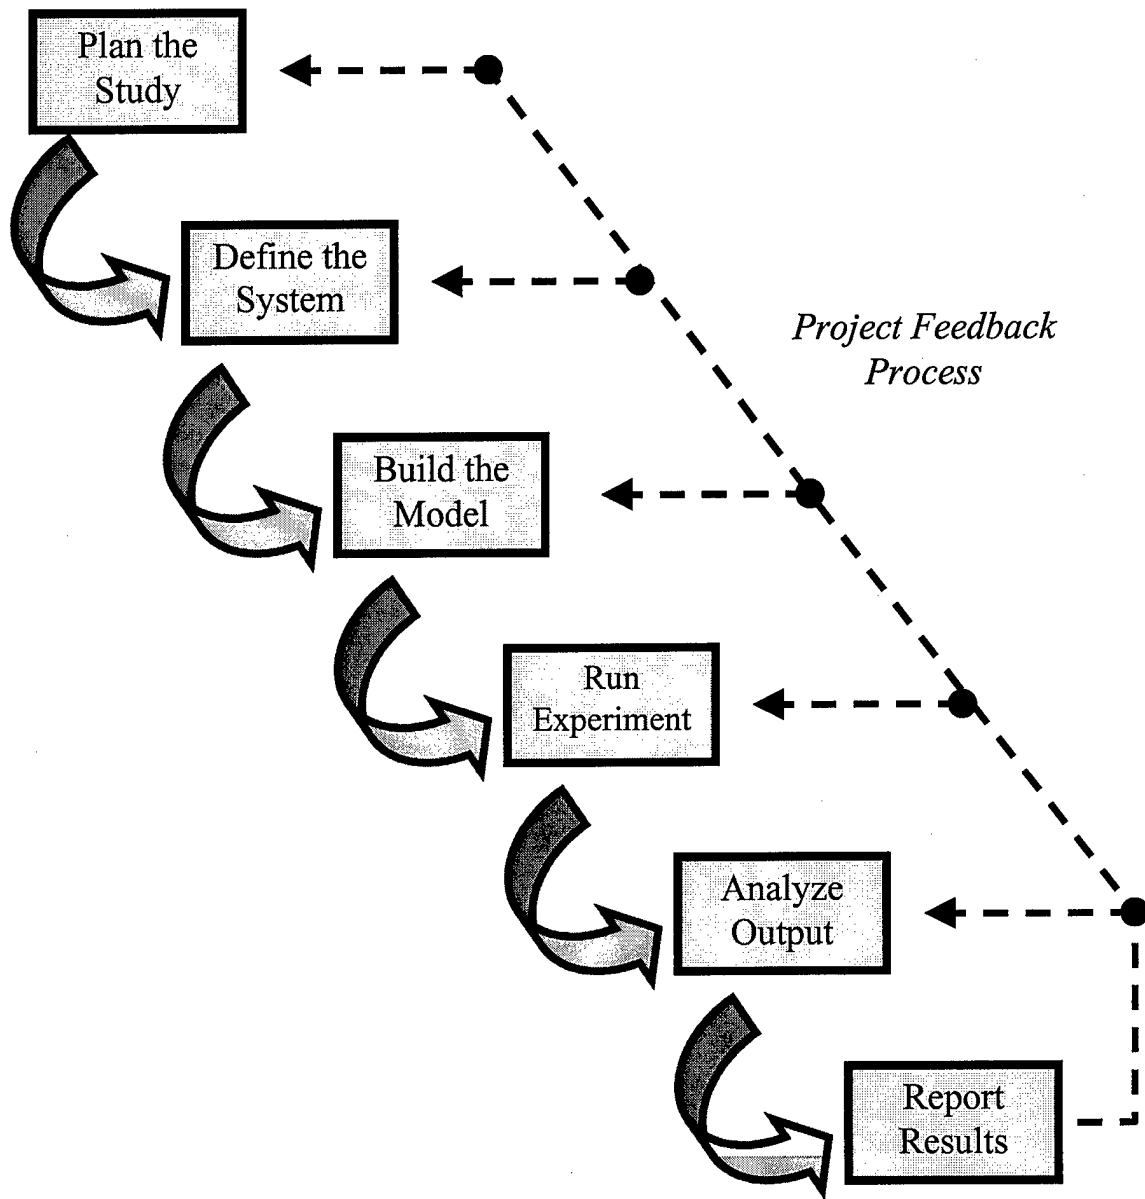 Plan the
Study
Define the
System
Project Feedback
Process
Build the
Model
Run
Experiment
Analyze
Output
Report
Results